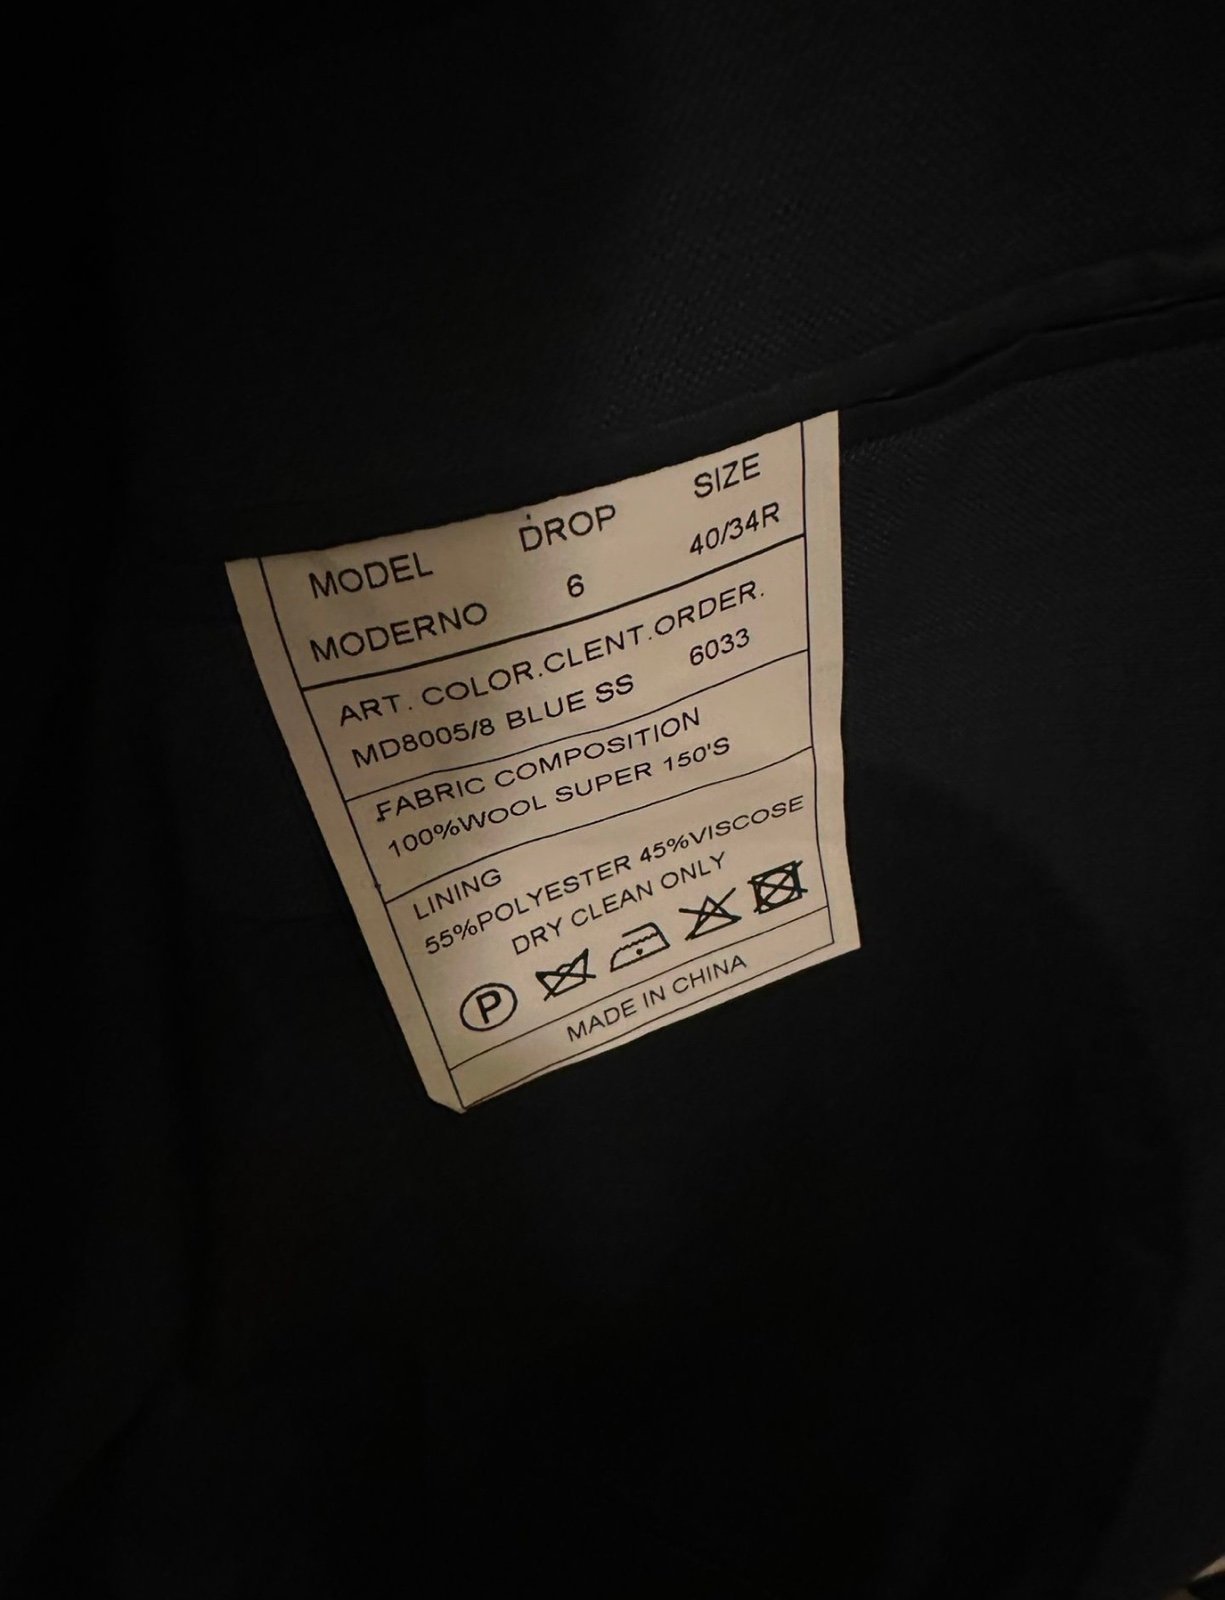 MODEL DROP SIZE
MODERNO 6 40/34R
ART. COLOR.CLENT.ORDER.
MD8005/8 BLUE SS 6033
FABRIC COMPOSITION
100%WOOL SUPER 150'S
LINING
55%POLYESTER 45%VISCOSE
DRY CLEAN ONLY
P
MADE IN CHINA